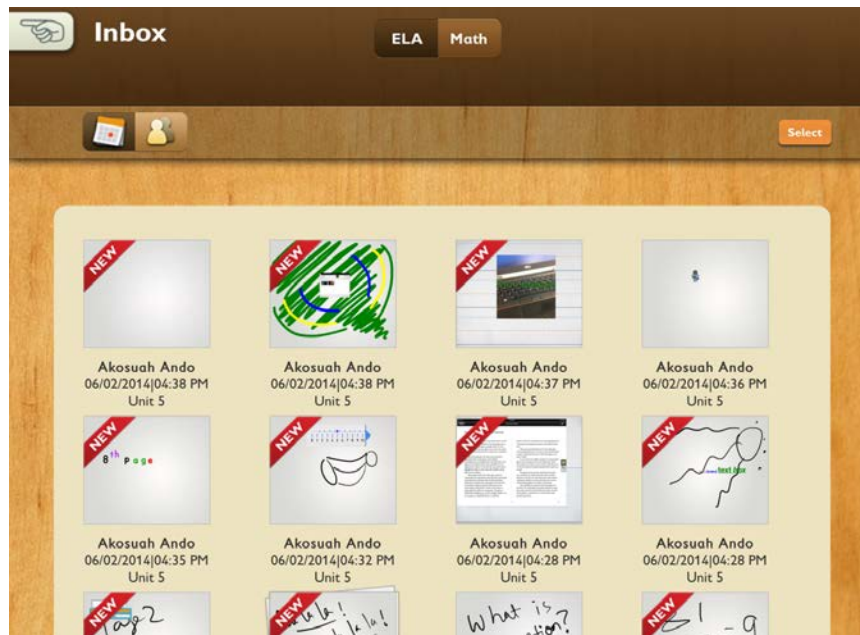 Inbox
ELA Math
Select
NEW NEW NEW
Akosuah Ando Akosuah Ando Akosuah Ando Akosuah Ando
06/02/2014|04:38 PM 06/02/2014|04:38 PM 06/02/2014|04:37 PM 06/02/2014|04:36 PM
Unit 5 Unit 5 Unit 5 Unit 5
NEW NEW NEW NEW
8th page
text box
Akosuah Ando Akosuah Ando Akosuah Ando Akosuah Ando
06/02/2014|04:35 PM 06/02/2014|04:32 PM 06/02/2014|04:28 PM 06/02/2014|04:28 PM
Unit 5 Unit 5 Unit 5 Unit 5
NEW NEW NEW
Page 2
What is